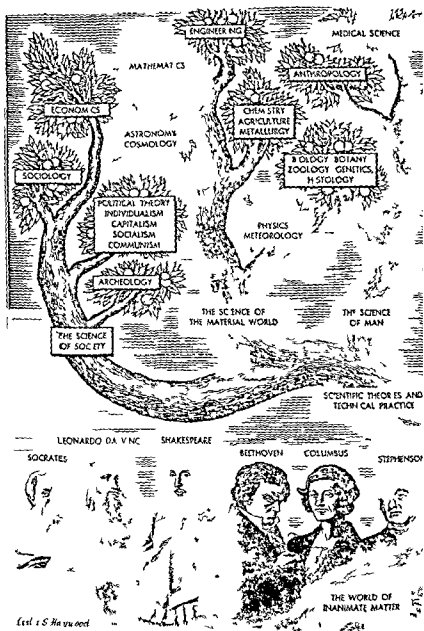 ENGINEERING
MEDICAL SCIENCE
MATHEMATICS
ANTHROPOLOGY
ECONOMICS
CHEMISTRY
AGRICULTURE
METALLURGY
ASTRONOMY
COSMOLOGY
BIOLOGY BOTANY
ZOOLOGY GENETICS,
HISTOLOGY
SOCIOLOGY
POLITICAL THEORY
INDIVIDUALISM
CAPITALISM
SOCIALISM
COMMUNISM
PHYSICS
METEOROLOGY
ARCHEOLOGY
THE SCIENCE OF
THE MATERIAL WORLD
THE SCIENCE
OF MAN
THE SCIENCE
OF SOCIETY
SCIENTIFIC THEORIES AND
TECHNICAL PRACTICE
LEONARDO DA VINCI
SHAKESPEARE
SOCRATES
BEETHOVEN
COLUMBUS
STEPHENSON
THE WORLD OF
INANIMATE MATTER